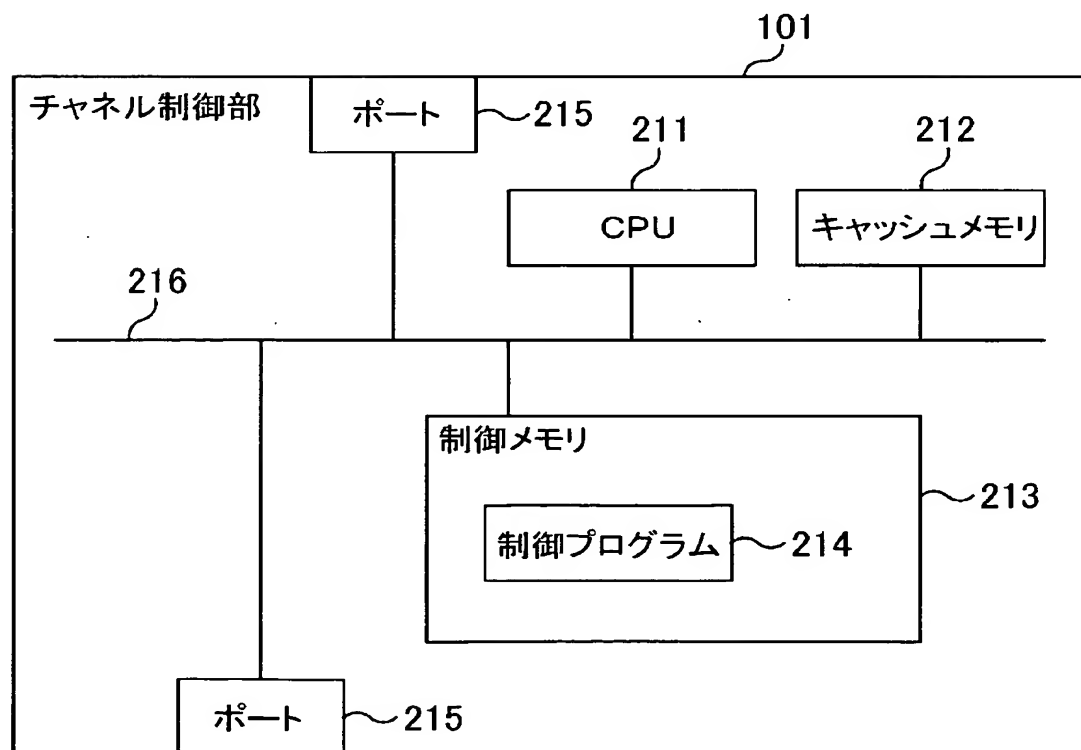 101
チャネル制御部
ポート
215
211
212
CPU
キャッシュメモリ
216
制御メモリ
213
制御プログラム
214
ポート
215